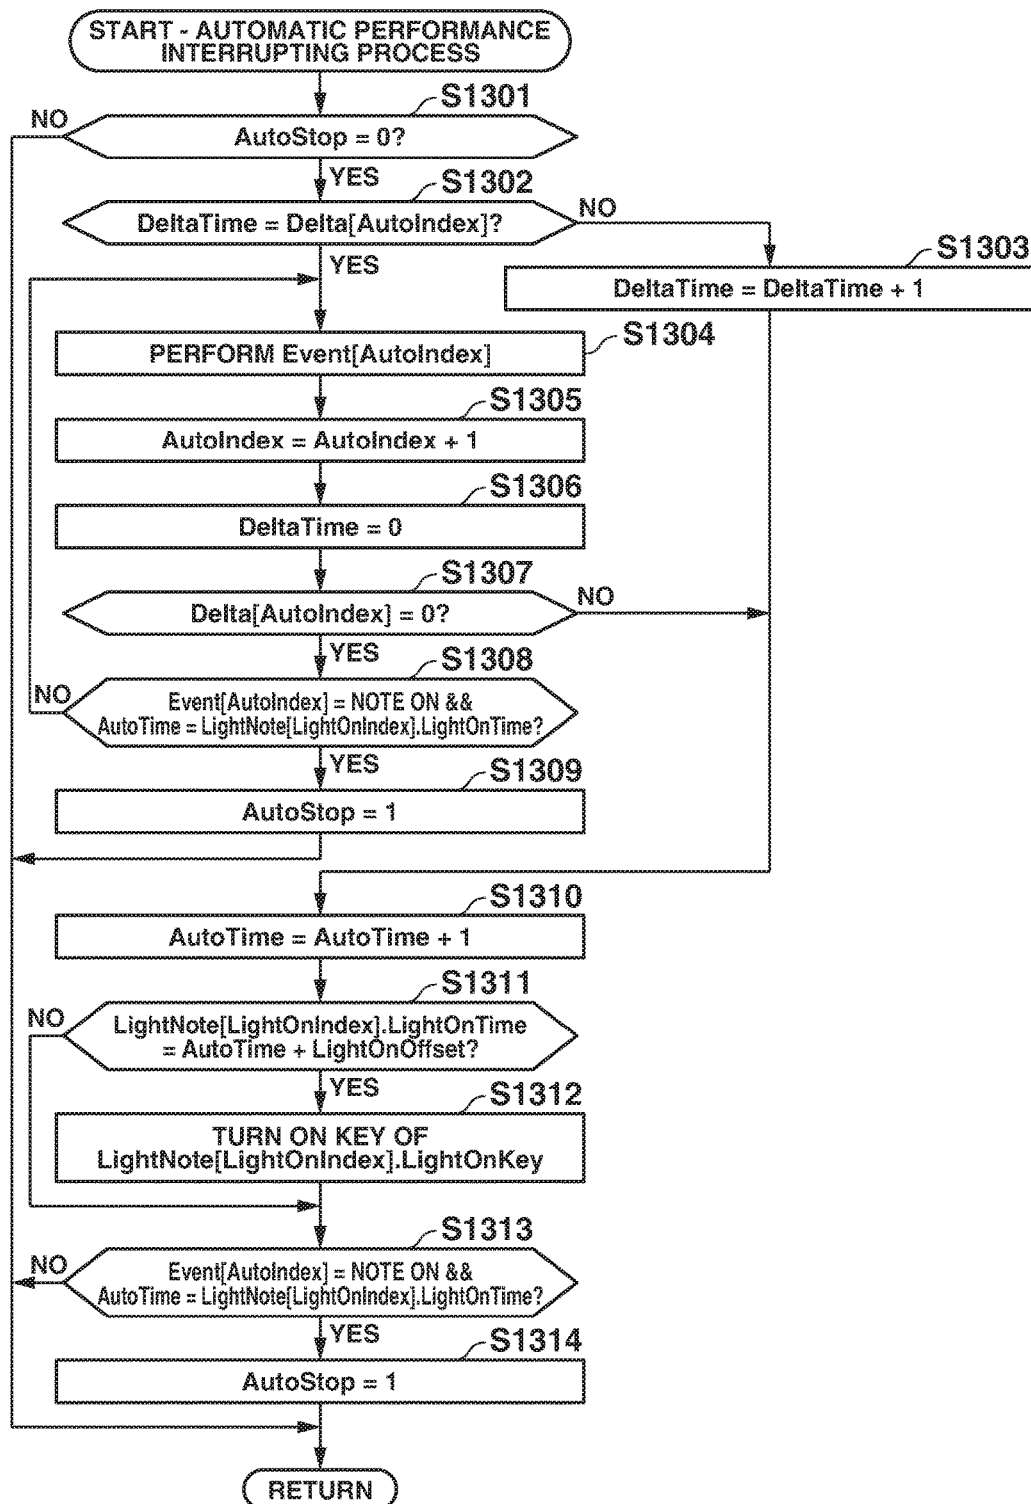 START - AUTOMATIC PERFORMANCE
INTERRUPTING PROCESS
S1301
NO
AutoStop = 0?
YES
S1302
DeltaTime = Delta[AutoIndex]?
NO
YES
S1303
DeltaTime = DeltaTime + 1
S1304
PERFORM Event[AutoIndex]
S1305
AutoIndex = AutoIndex + 1
S1306
DeltaTime = 0
S1307
Delta[AutoIndex] = 0?
NO
YES
S1308
NO
Event[AutoIndex] = NOTE ON &&
AutoTime = LightNote[LightOnIndex].LightOnTime?
YES
S1309
AutoStop = 1
S1310
AutoTime = AutoTime + 1
S1311
NO
LightNote[LightOnIndex].LightOnTime
= AutoTime + LightOnOffset?
YES
S1312
TURN ON KEY OF
LightNote[LightOnIndex].LightOnKey
S1313
NO
Event[AutoIndex] = NOTE ON &&
AutoTime = LightNote[LightOnIndex].LightOnTime?
YES
S1314
AutoStop = 1
RETURN